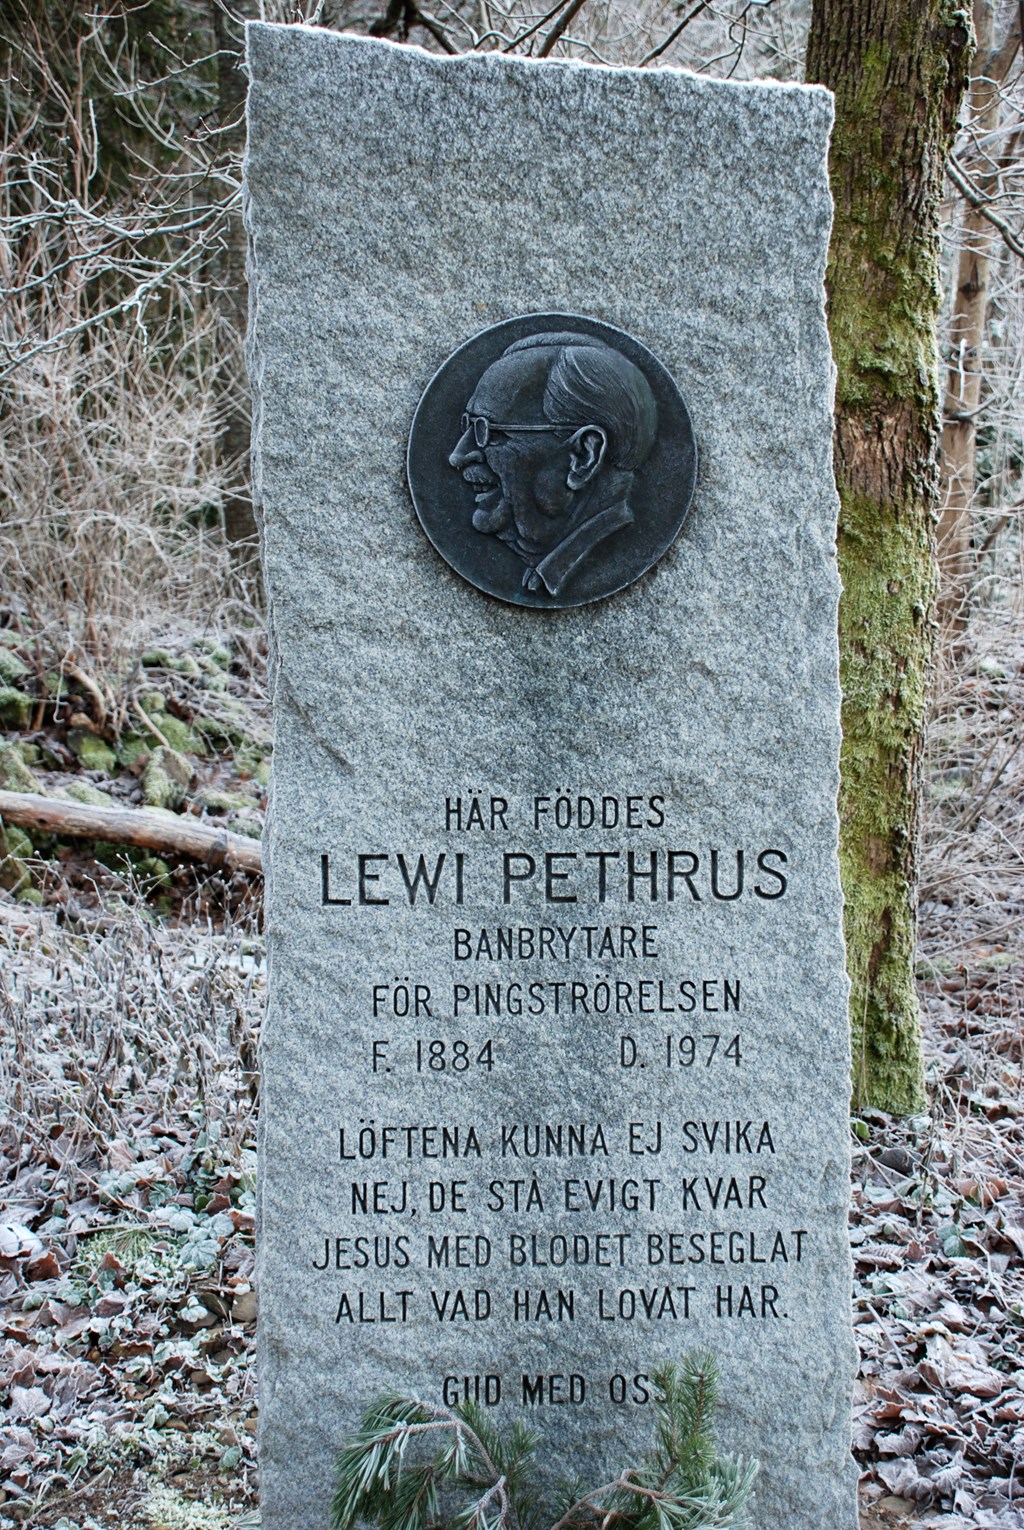 HÄR FÖDDES
LEWI PETHRUS
BANBRYTARE
FÖR PINGSTRÖRELSEN
F. 1884 D. 1974
LÖFTENA KUNNA EJ SVIKA
NEJ, DE STÅ EVIGT KVAR
JESUS MED BLODET BESEGLAT
ALLT VAD HAN LOVAT HAR.
GUD MED OSS